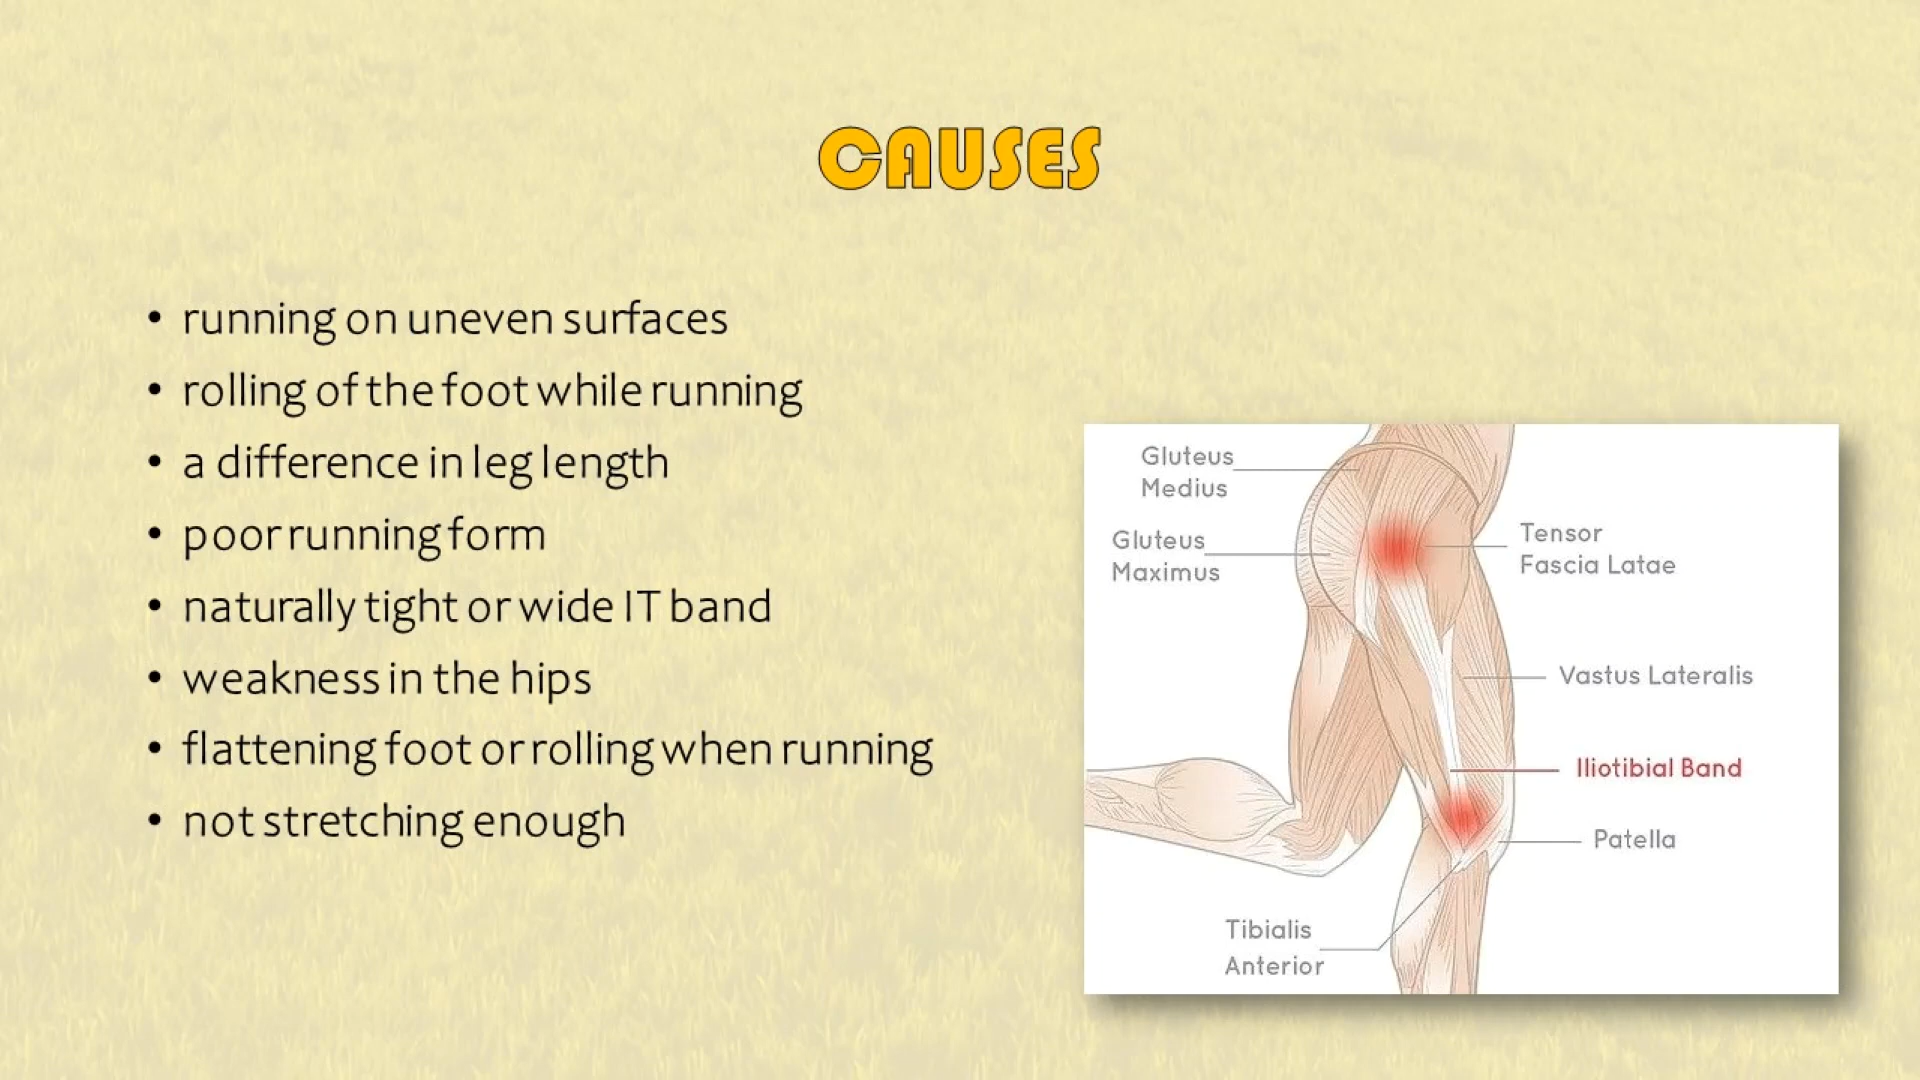 CAUSES
• running on uneven surfaces
• rolling of the foot while running
• a difference in leg length
• poor running form
• naturally tight or wide IT band
• weakness in the hips
• flattening foot or rolling when running
• not stretching enough
Gluteus
Medius
Gluteus
Maximus
Tensor
Fascia Latae
Vastus Lateralis
Iliotibial Band
Patella
Tibialis
Anterior